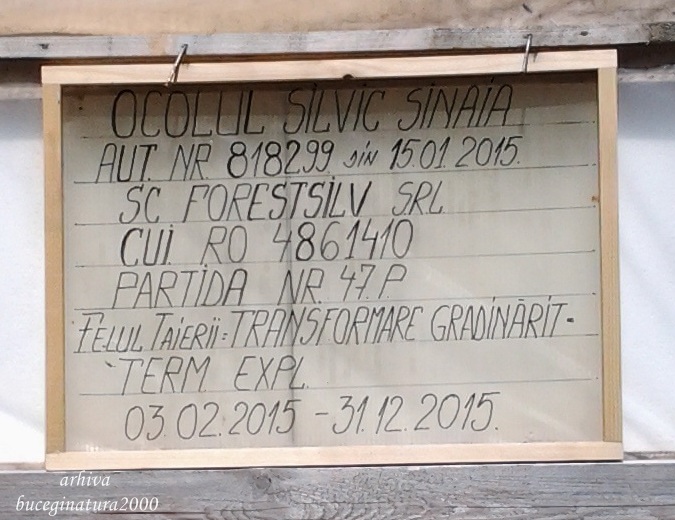 OCOLUL SILVIC SINAIA
AUT. NR. 818299 din 15.01.2015.
SC FORESTSILV SRL
CUI. RO 4861410
PARTIDA NR. 47.P
FELUL TAIERII: TRANSFORMARE GRADINĂRIT-
TERM. EXPL.
03.02.2015 - 31.12.2015.
arhiva
buceginatura2000